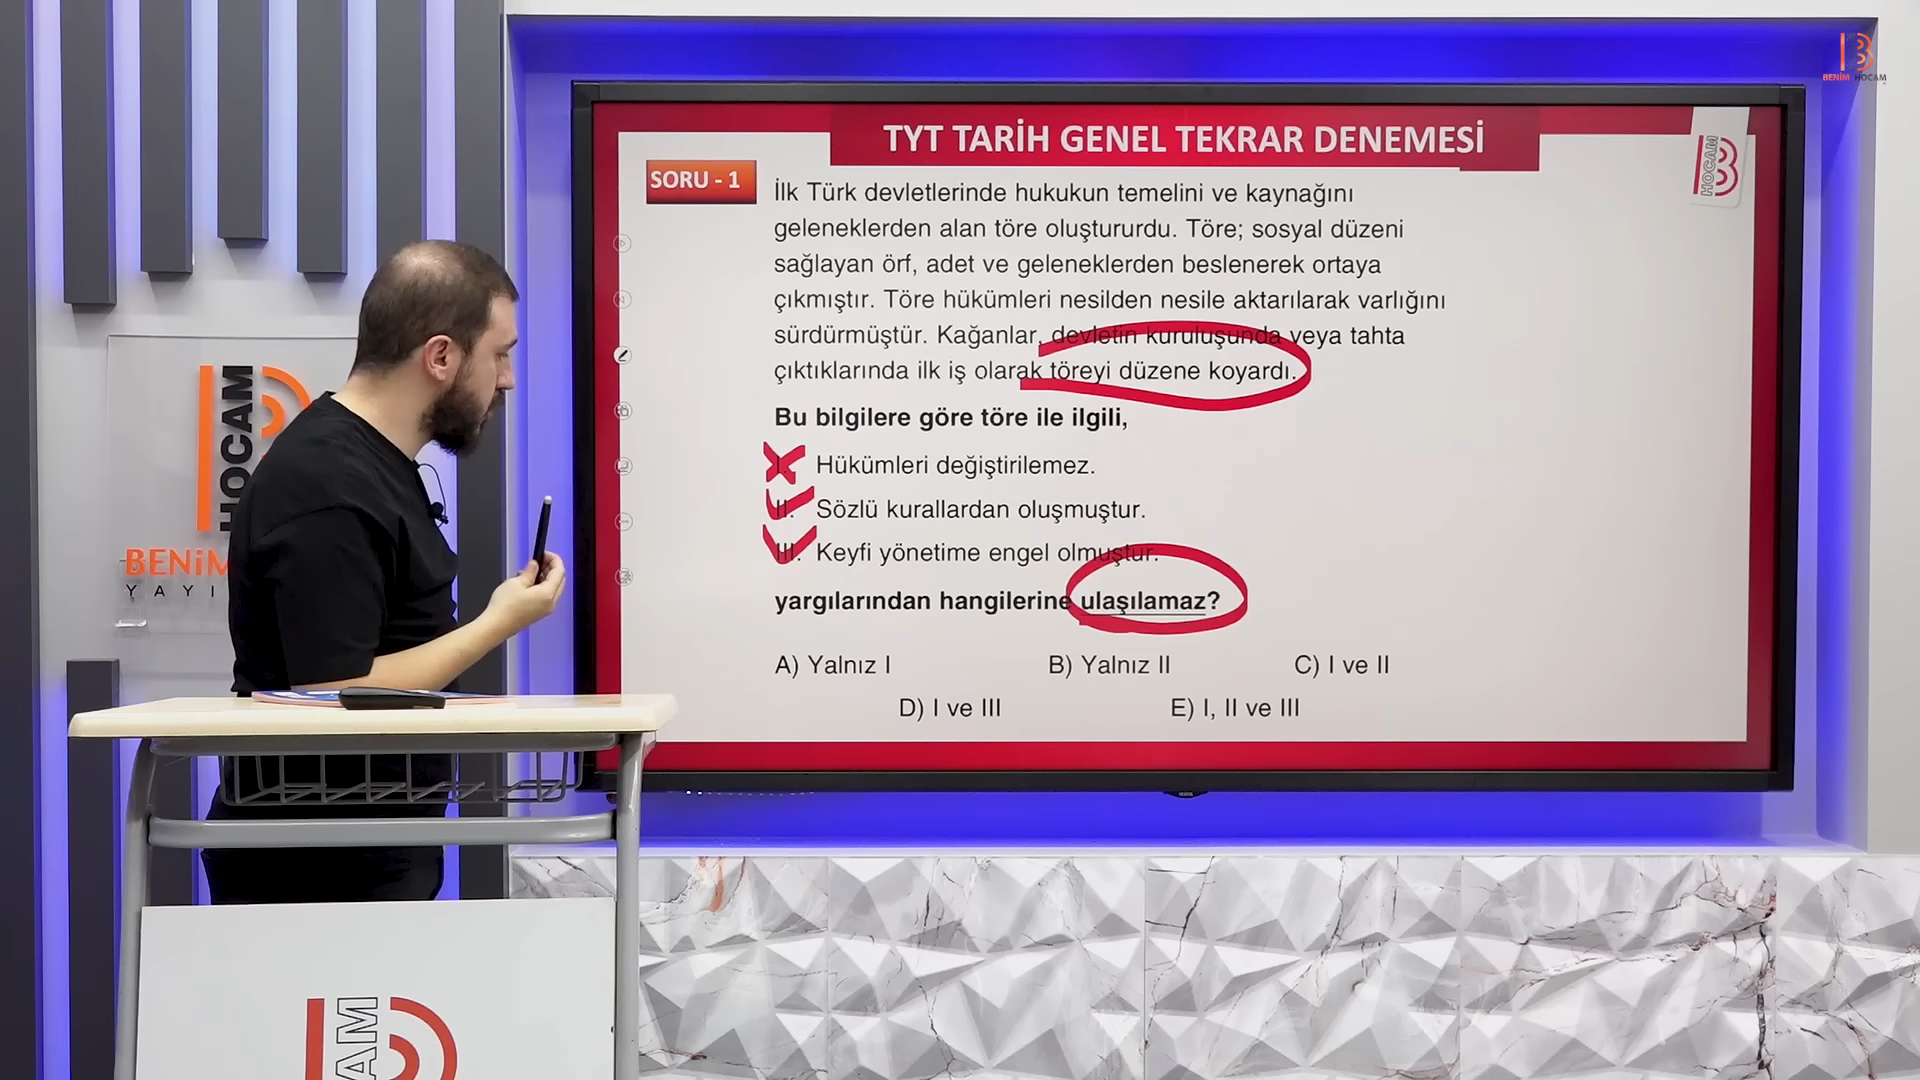 BENİM HOCAM
TYT TARİH GENEL TEKRAR DENEMESİ
HOCAM
SORU - 1
İlk Türk devletlerinde hukukun temelini ve kaynağını
geleneklerden alan töre oluştururdu. Töre; sosyal düzeni
sağlayan örf, adet ve geleneklerden beslenerek ortaya
çıkmıştır. Töre hükümleri nesilden nesile aktarılarak varlığını
sürdürmüştür. Kağanlar, devletin kuruluşunda veya tahta
çıktıklarında ilk iş olarak töreyi düzene koyardı.
Bu bilgilere göre töre ile ilgili,
I. Hükümleri değiştirilemez.
II. Sözlü kurallardan oluşmuştur.
III. Keyfi yönetime engel olmuştur.
yargılarından hangilerine ulaşılamaz?
A) Yalnız I
B) Yalnız II
C) I ve II
D) I ve III
E) I, II ve III
HOCAM
BENİM
YAYI
AM